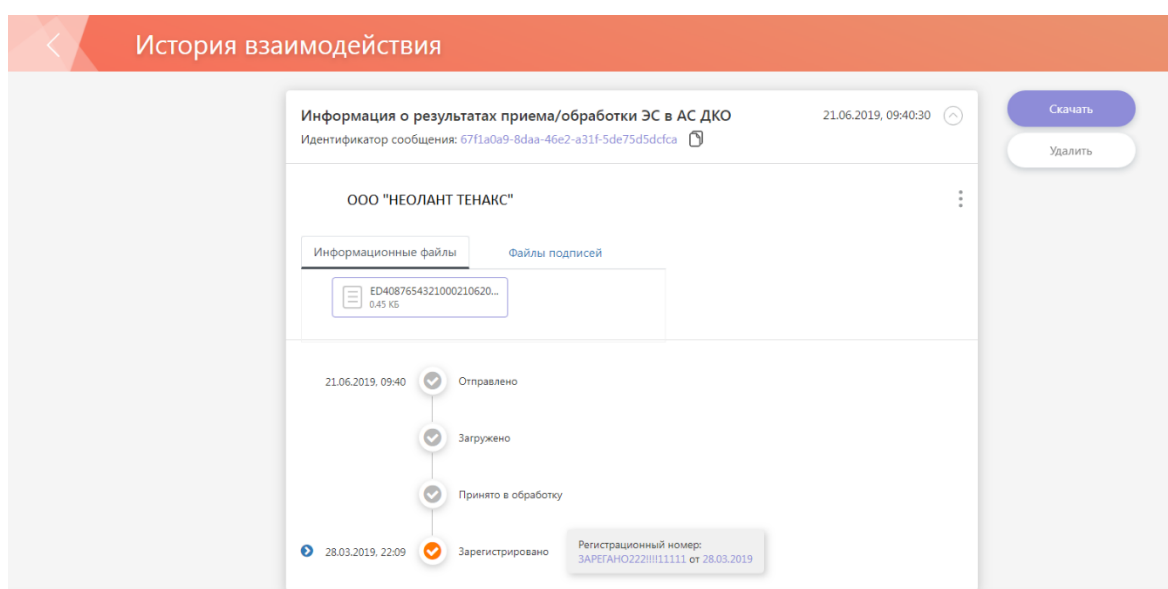 История взаимодействия
Информация о результатах приема/обработки ЭС в АС ДКО
21.06.2019, 09:40:30
Скачать
Идентификатор сообщения: 67f1a0a9-8daa-46e2-a31f-5de75d5dcfca
Удалить
ООО "НЕОЛАНТ ТЕНАКС"
Информационные файлы
Файлы подписей
ED4087654321000210620...
0.45 КБ
21.06.2019, 09:40
Отправлено
Загружено
Принято в обработку
28.03.2019, 22:09
Зарегистрировано
Регистрационный номер:
ЗАРЕГАНО222!!!!11111 от 28.03.2019